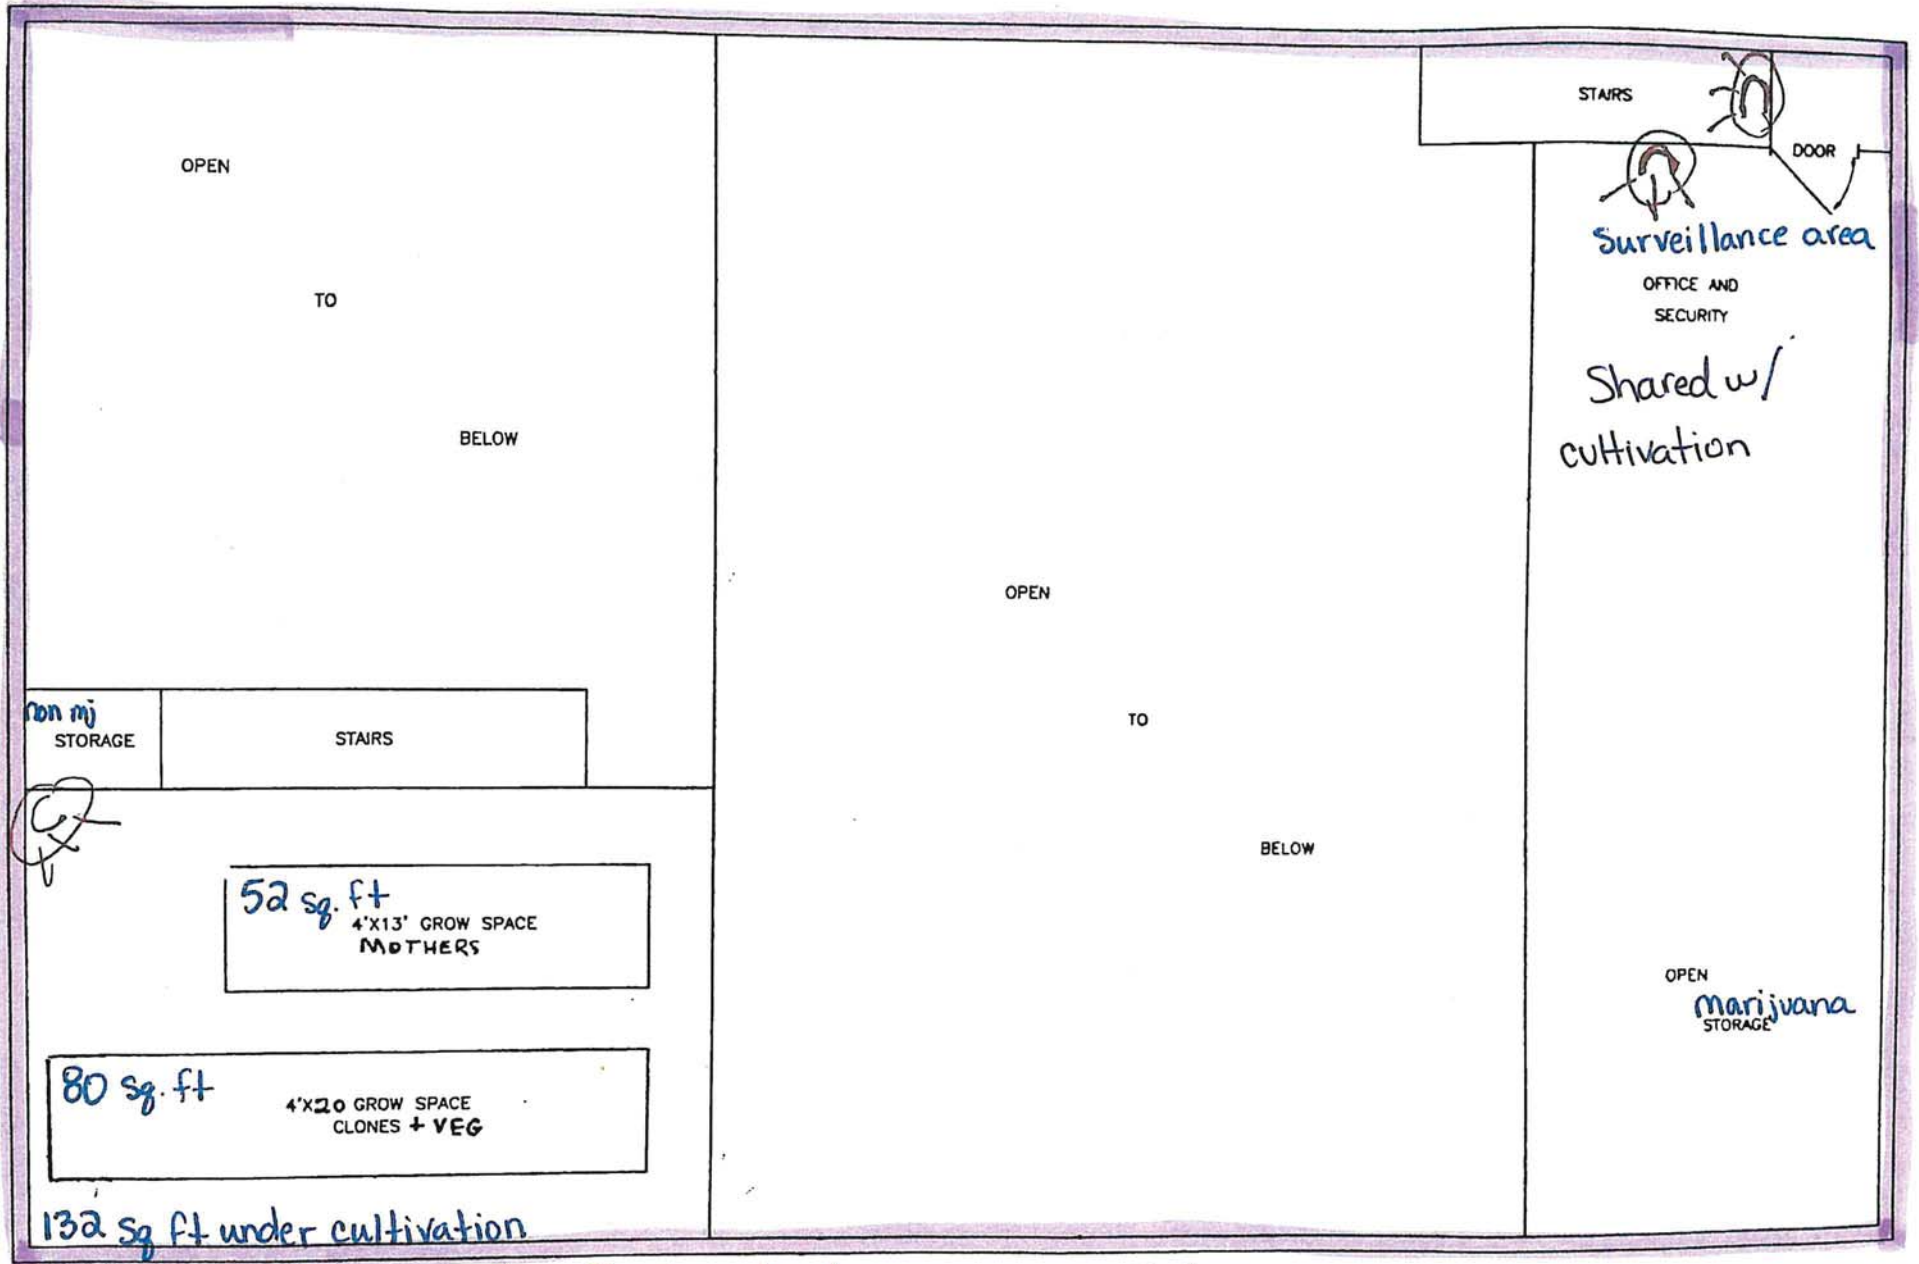 OPEN
TO
BELOW
non mj
STORAGE
STAIRS
52 sq. ft
4'X13' GROW SPACE
MOTHERS
80 sq. ft
4'X20 GROW SPACE
CLONES + VEG
132 sq ft under cultivation
OPEN
TO
BELOW
STAIRS
DOOR
Surveillance area
OFFICE AND
SECURITY
Shared w/
cultivation
OPEN
marijuana
STORAGE